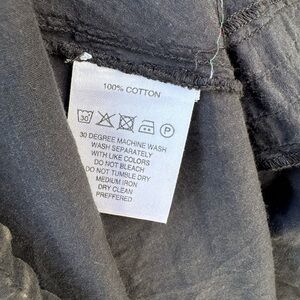 100% COTTON
30 P
30 DEGREE MACHINE WASH
WASH SEPARATELY
WITH LIKE COLORS
DO NOT BLEACH
DO NOT TUMBLE DRY
MEDIUM IRON
DRY CLEAN
PREFFERED